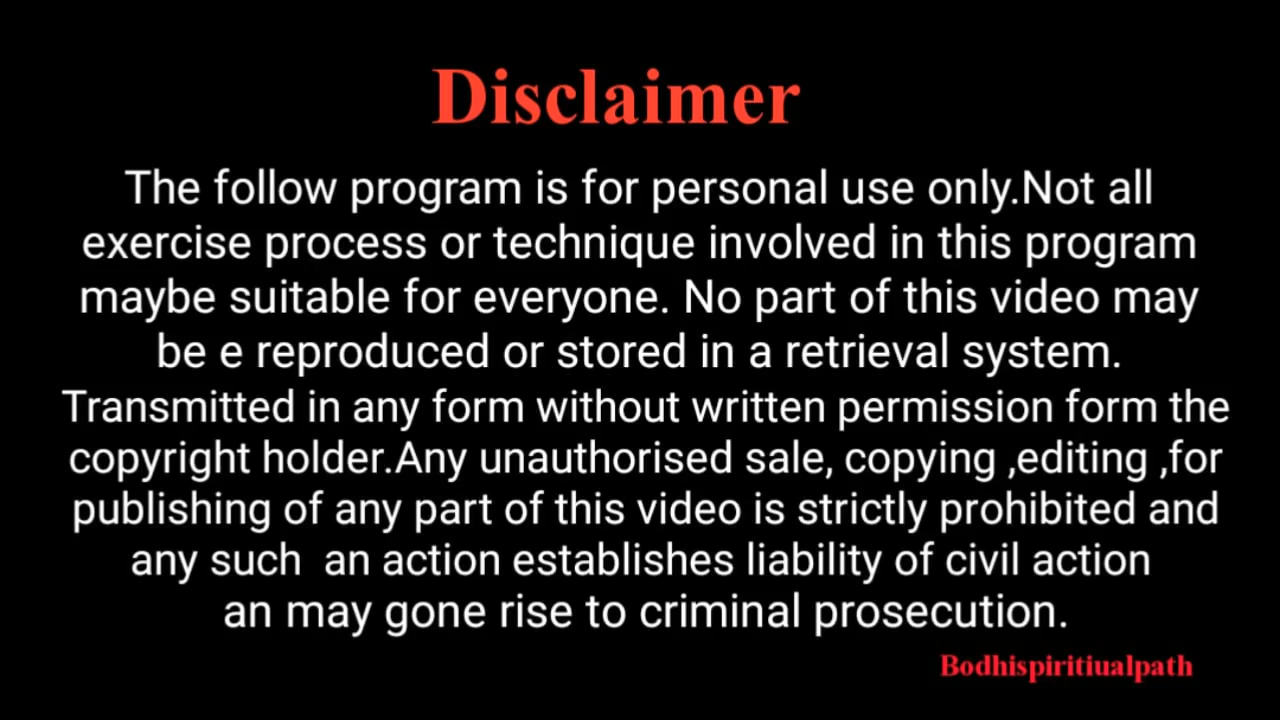 Disclaimer
The follow program is for personal use only.Not all
exercise process or technique involved in this program
maybe suitable for everyone. No part of this video may
be e reproduced or stored in a retrieval system.
Transmitted in any form without written permission form the
copyright holder.Any unauthorised sale, copying ,editing ,for
publishing of any part of this video is strictly prohibited and
any such  an action establishes liability of civil action
an may gone rise to criminal prosecution.
Bodhispiritiualpath